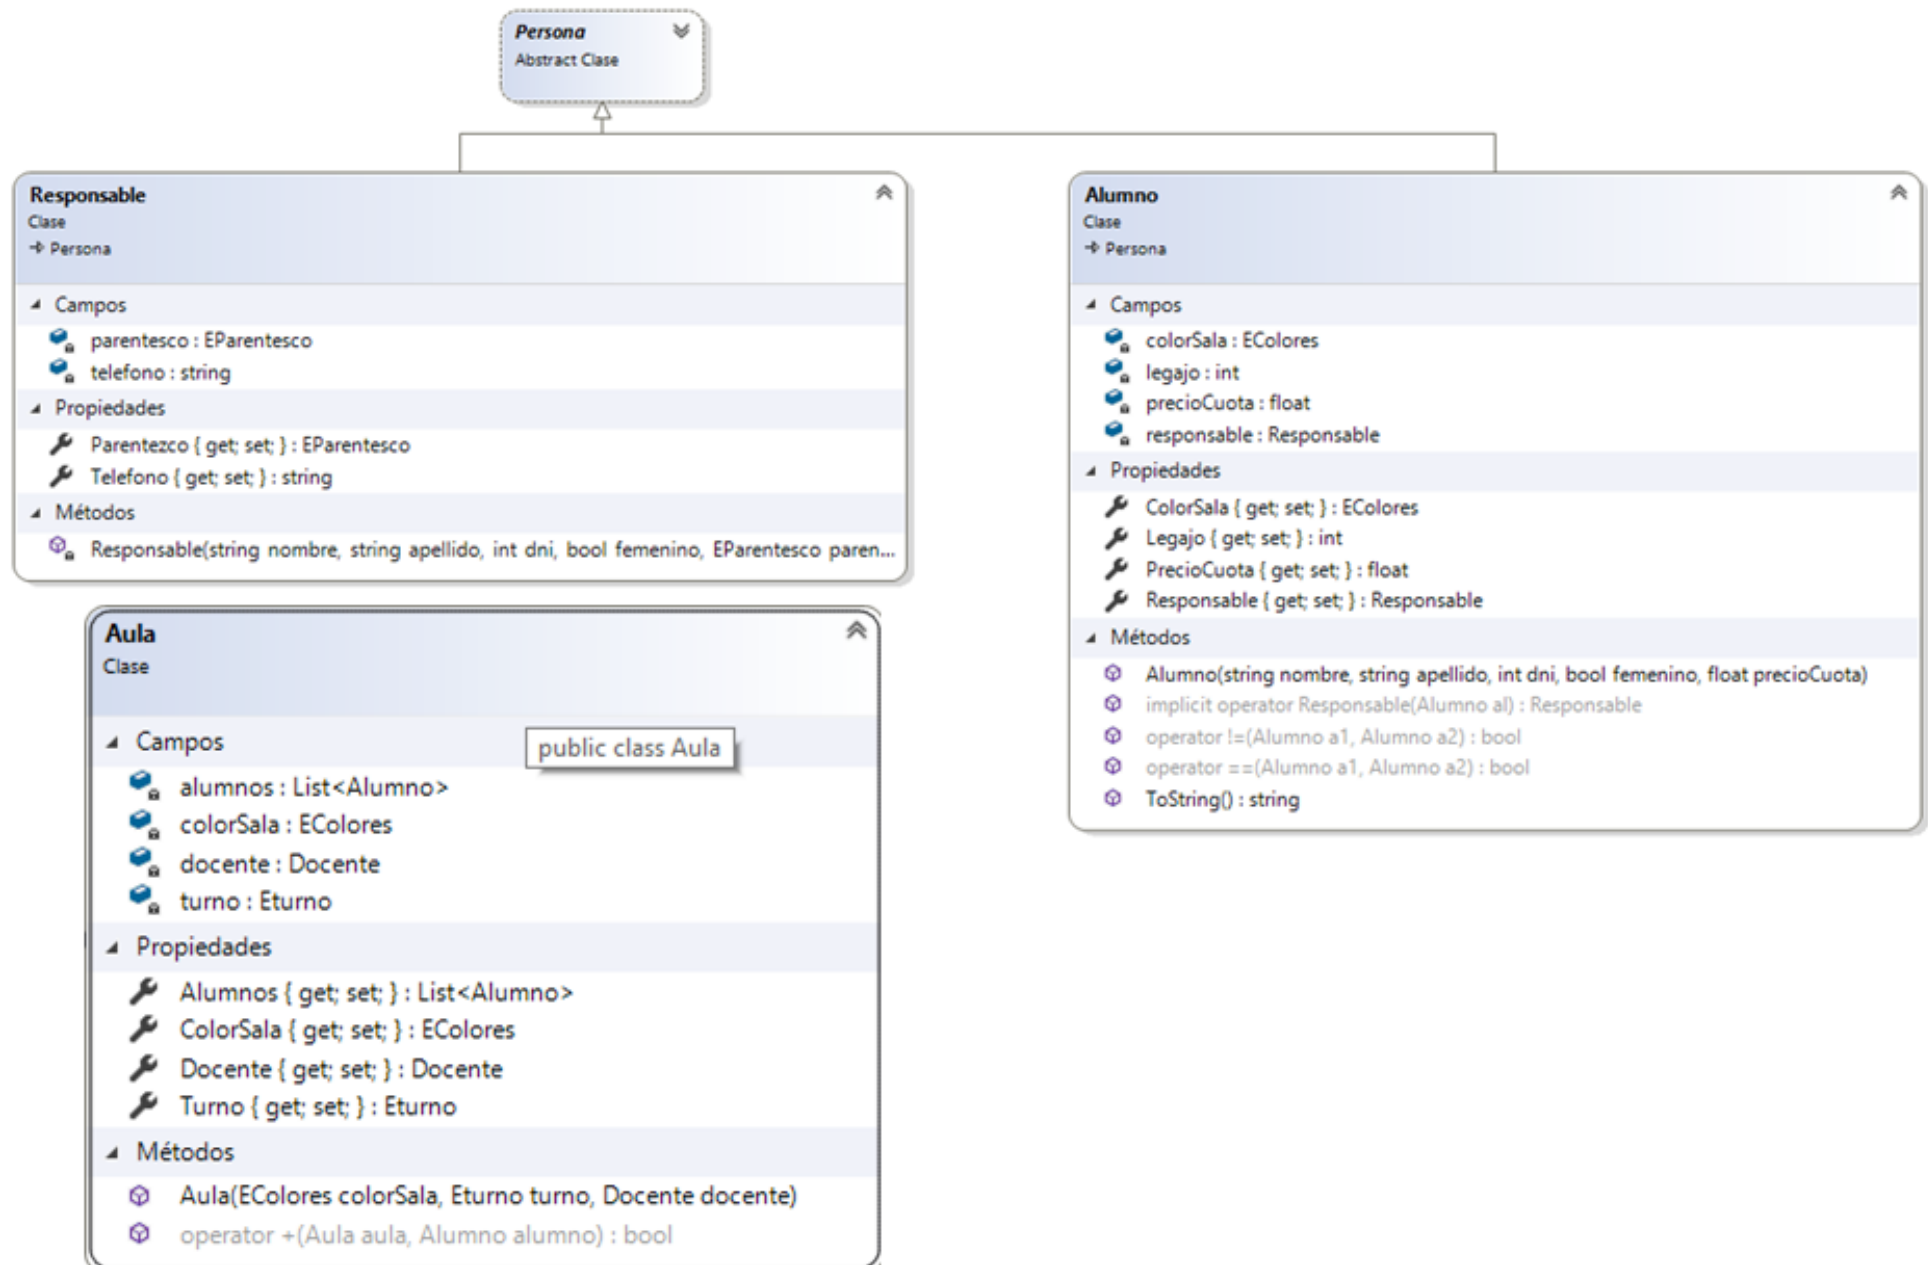 Persona
Abstract Clase
Responsable
Clase
Persona
Campos
parentesco : EParentesco
telefono : string
Propiedades
Parentezco { get; set; } : EParentesco
Telefono { get; set; } : string
Métodos
Responsable(string nombre, string apellido, int dni, bool femenino, EParentesco paren...
Alumno
Clase
Persona
Campos
colorSala : EColores
legajo : int
precioCuota : float
responsable : Responsable
Propiedades
ColorSala { get; set; } : EColores
Legajo { get; set; } : int
PrecioCuota { get; set; } : float
Responsable { get; set; } : Responsable
Métodos
Alumno(string nombre, string apellido, int dni, bool femenino, float precioCuota)
implicit operator Responsable(Alumno al) : Responsable
operator !=(Alumno a1, Alumno a2) : bool
operator ==(Alumno a1, Alumno a2) : bool
ToString() : string
Aula
Clase
Campos
public class Aula
alumnos : List<Alumno>
colorSala : EColores
docente : Docente
turno : Eturno
Propiedades
Alumnos { get; set; } : List<Alumno>
ColorSala { get; set; } : EColores
Docente { get; set; } : Docente
Turno { get; set; } : Eturno
Métodos
Aula(EColores colorSala, Eturno turno, Docente docente)
operator +(Aula aula, Alumno alumno) : bool